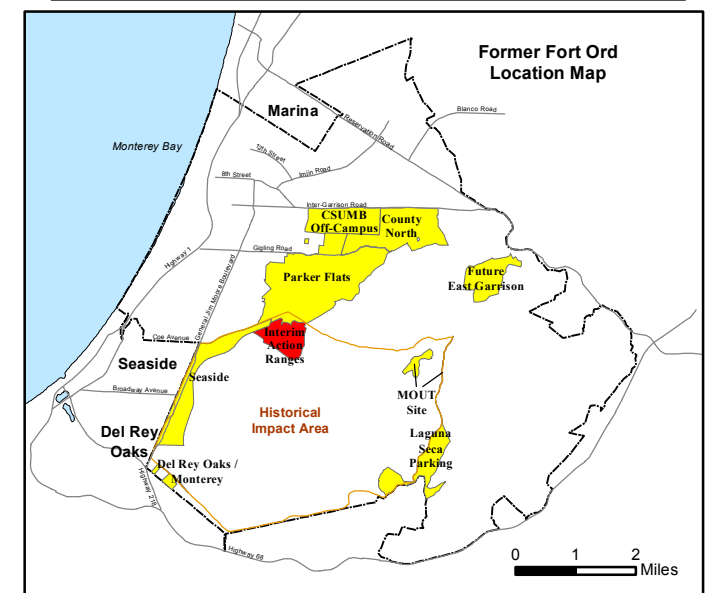 Former Fort Ord
Location Map
Marina
Blanco Road
Reservation Road
Monterey Bay
12th Street
Imjin Road
8th Street
Inter-Garrison Road
CSUMB
Off-Campus
County
North
Gigling Road
Highway 1
General Jim Moore Boulevard
Parker Flats
Future
East Garrison
Coe Avenue
Interim
Action
Ranges
Seaside
Seaside
Broadway Avenue
MOUT
Site
Historical
Impact Area
Del Rey
Oaks
Laguna
Seca
Parking
Del Rey Oaks /
Monterey
Highway 218
Highway 68
0 1 2
Miles